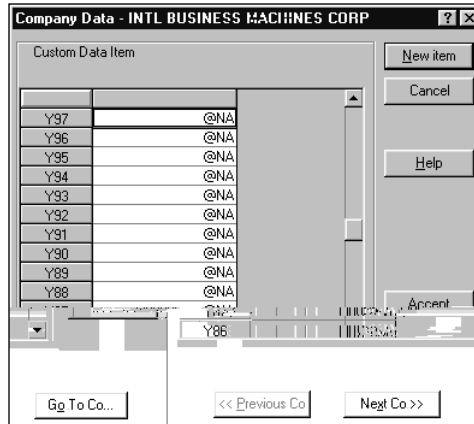 Company Data - INTL BUSINESS MACHINES CORP ? X
Custom Data Item
New item
Cancel
Y97 @NA
Y96 @NA
Y95 @NA
Help
Y94 @NA
Y93 @NA
Y92 @NA
Y91 @NA
Y90 @NA
Y89 @NA
Y88 @NA
Accept
Y86
Go To Co...
<< Previous Co
Next Co >>